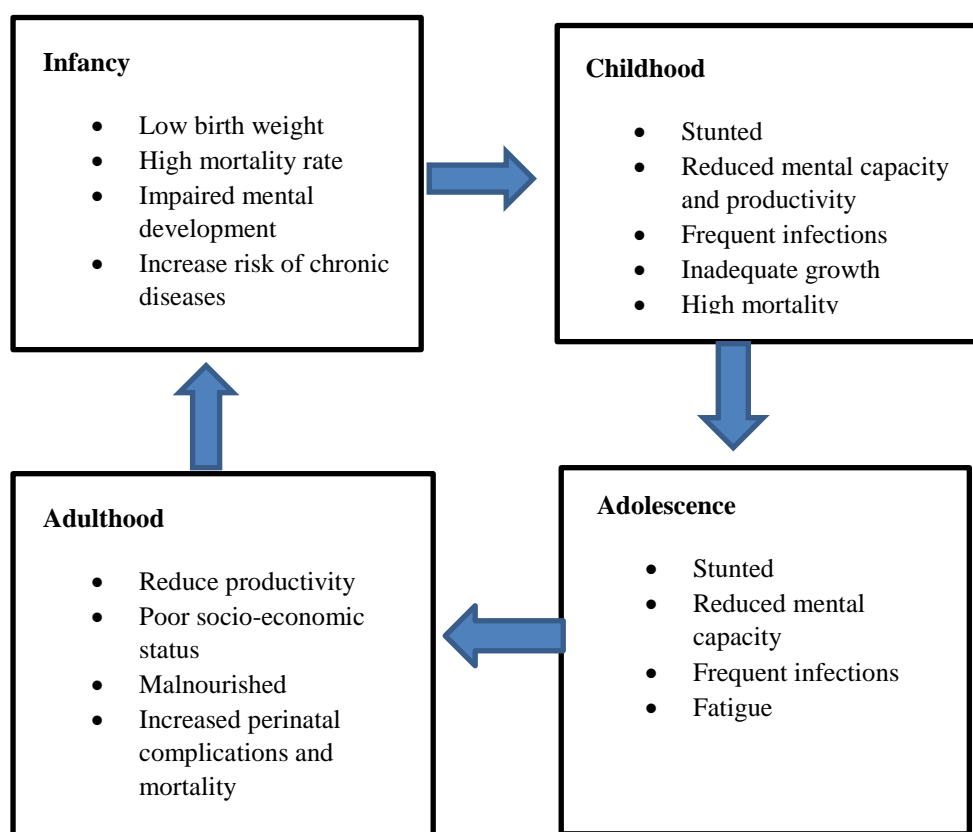 Infancy
• Low birth weight
• High mortality rate
• Impaired mental
development
• Increase risk of chronic
diseases
Childhood
• Stunted
• Reduced mental capacity
and productivity
• Frequent infections
• Inadequate growth
• High mortality
Adolescence
• Stunted
• Reduced mental
capacity
• Frequent infections
• Fatigue
Adulthood
• Reduce productivity
• Poor socio-economic
status
• Malnourished
• Increased perinatal
complications and
mortality